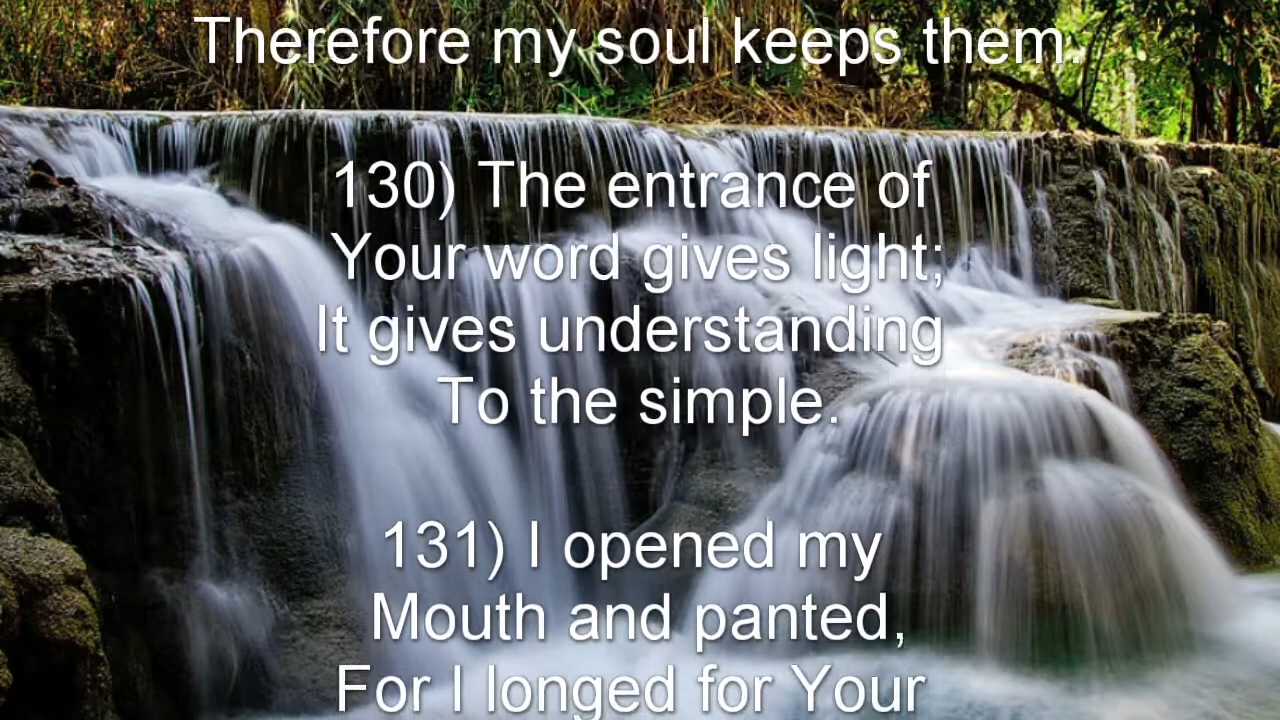 Therefore my soul keeps them.
130) The entrance of
Your word gives light;
It gives understanding
To the simple.
131) I opened my
Mouth and panted,
For I longed for Your